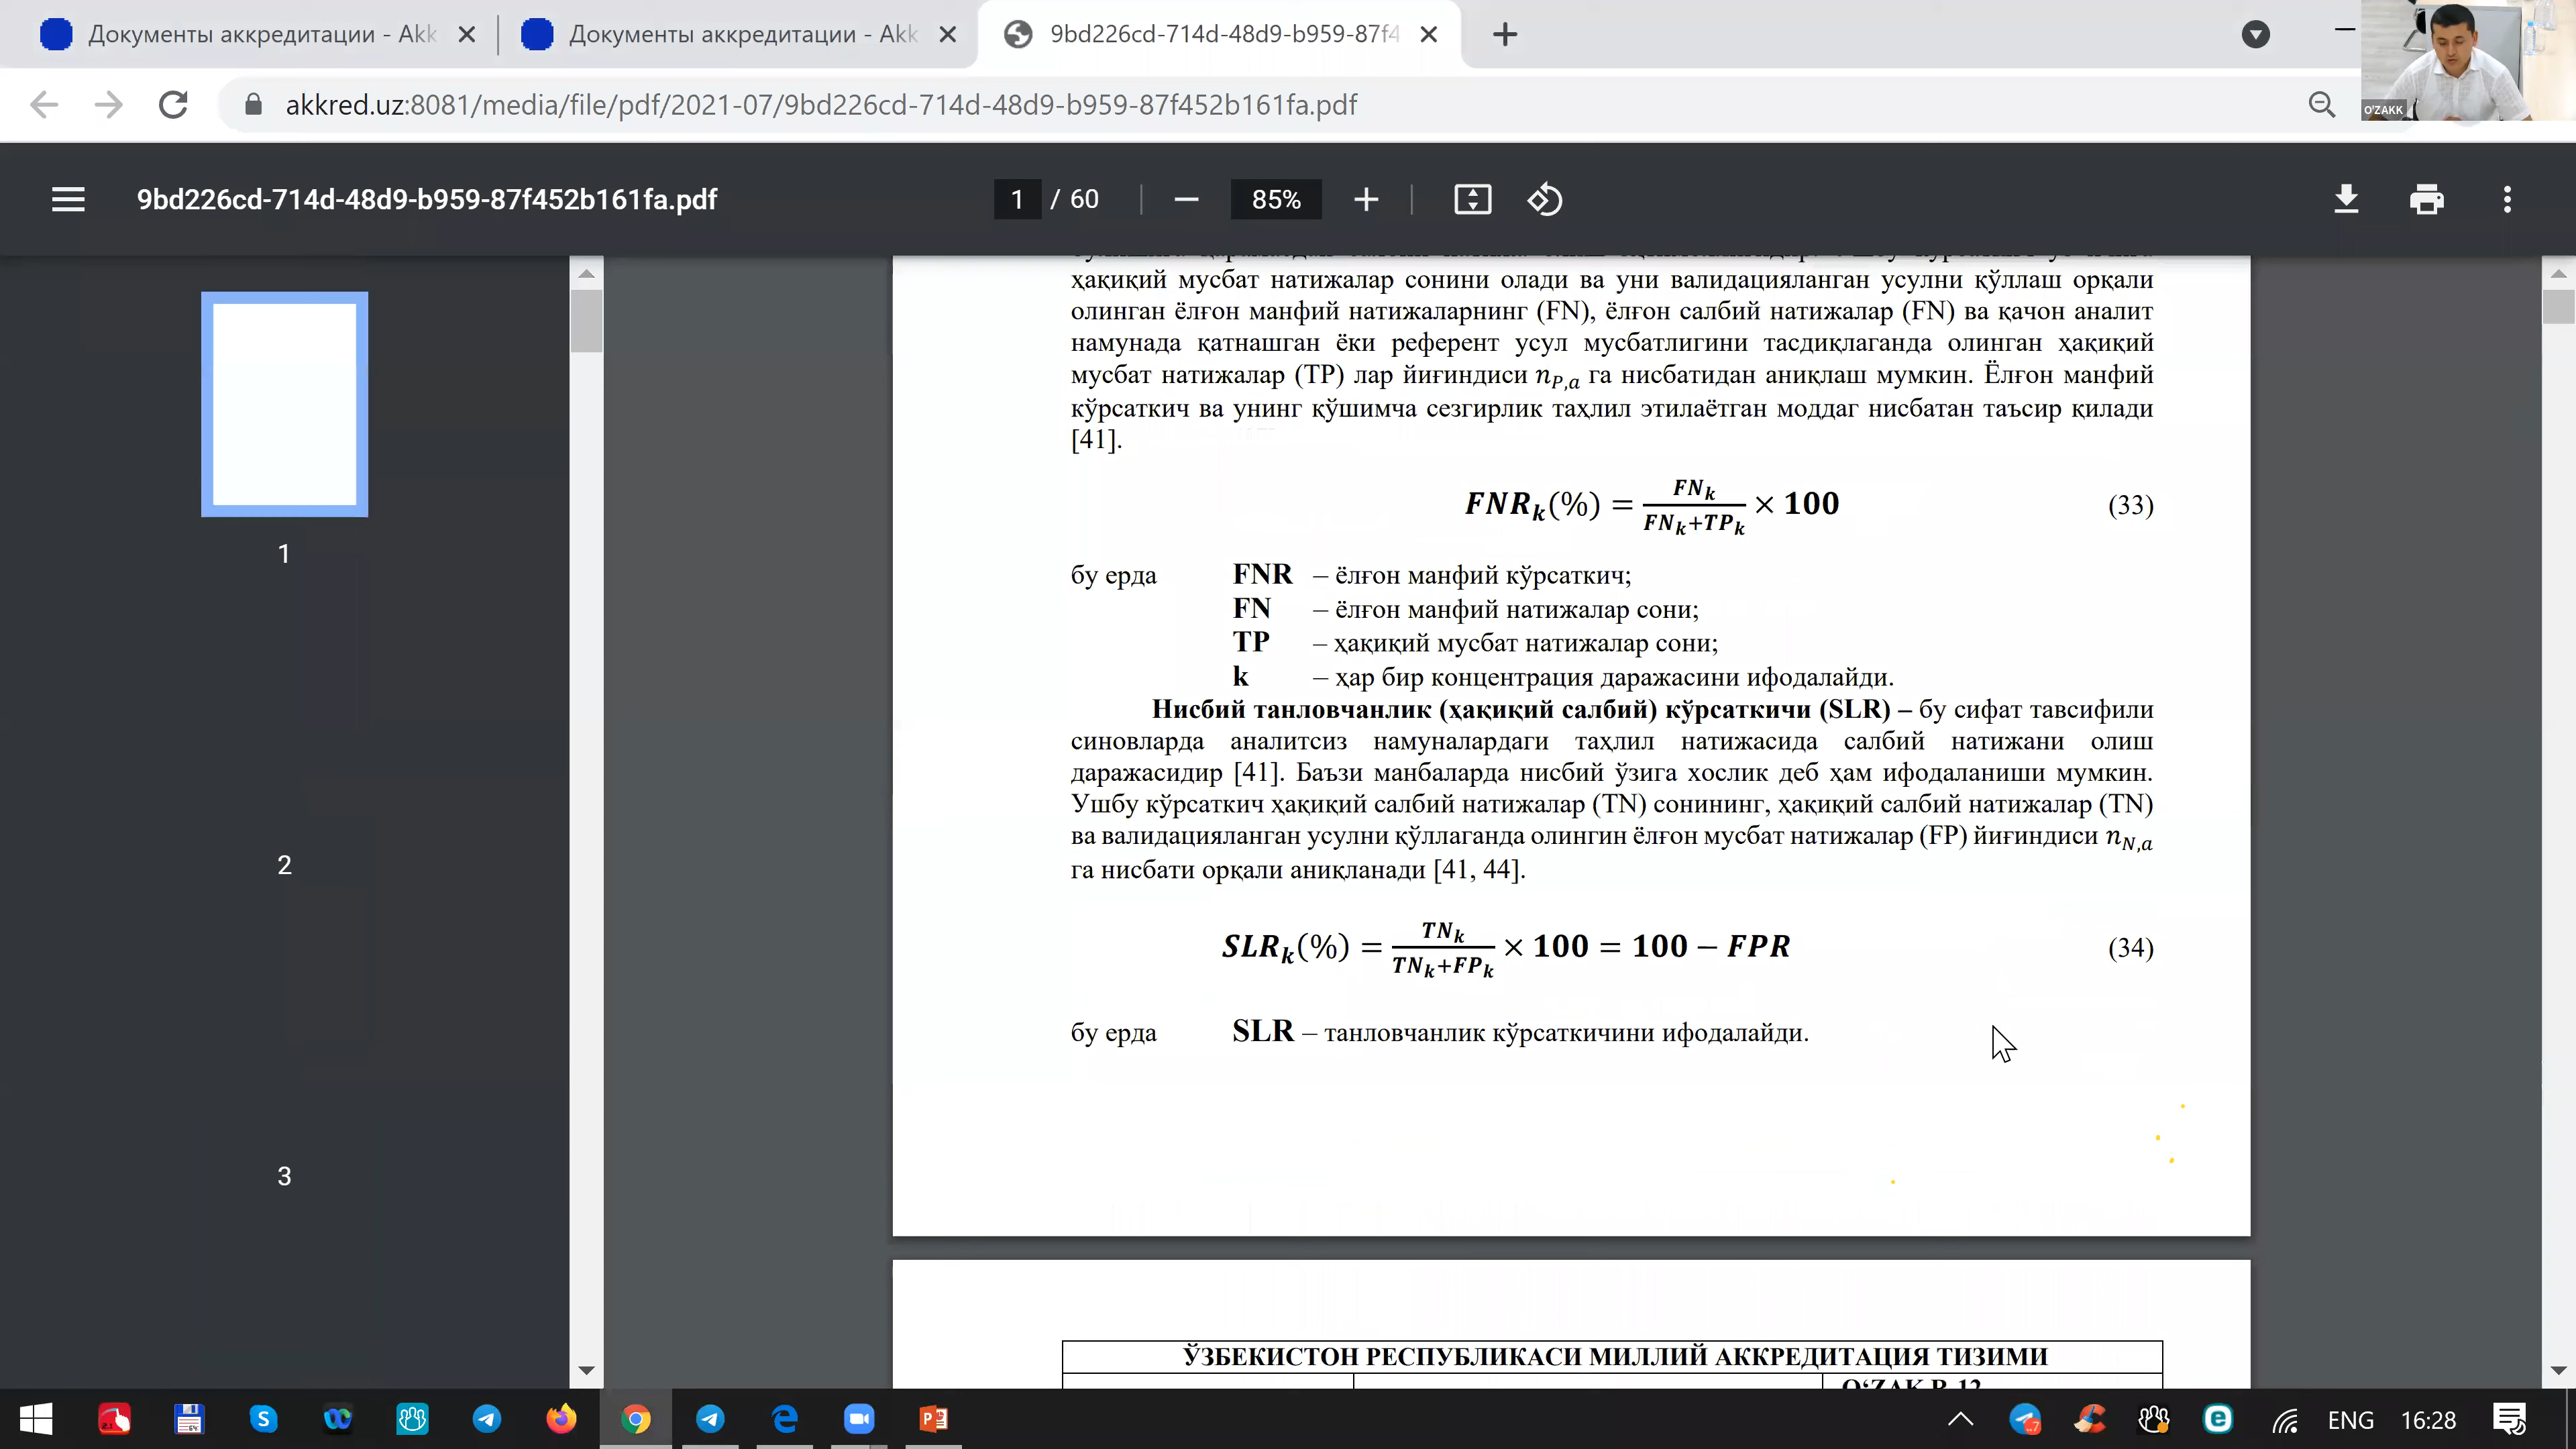 Документы аккредитации - Akk
Документы аккредитации - Akk
9bd226cd-714d-48d9-b959-87f4
akkred.uz:8081/media/file/pdf/2021-07/9bd226cd-714d-48d9-b959-87f452b161fa.pdf
O'ZAKK
9bd226cd-714d-48d9-b959-87f452b161fa.pdf
1 / 60
85%
1
2
3
ҳақиқий мусбат натижалар сонини олади ва уни валидацияланган усулни қўллаш орқали
олинган ёлғон манфий натижаларнинг (FN), ёлғон салбий натижалар (FN) ва қачон аналит
намунада қатнашган ёки референт усул мусбатлигини тасдиқлаганда олинган ҳақиқий
мусбат натижалар (TP) лар йиғиндиси n_{P,a} га нисбатидан аниқлаш мумкин. Ёлғон манфий
кўрсаткич ва унинг қўшимча сезгирлик таҳлил этилаётган моддаг нисбатан таъсир қилади
[41].
FNR_k(%) = FN_k / (FN_k+TP_k) × 100 (33)
бу ерда FNR – ёлғон манфий кўрсаткич;
FN – ёлғон манфий натижалар сони;
TP – ҳақиқий мусбат натижалар сони;
k – ҳар бир концентрация даражасини ифодалайди.
Нисбий танловчанлик (ҳақиқий салбий) кўрсаткичи (SLR) – бу сифат тавсифили
синовларда аналитсиз намуналардаги таҳлил натижасида салбий натижани олиш
даражасидир [41]. Баъзи манбаларда нисбий ўзига хослик деб ҳам ифодаланиши мумкин.
Ушбу кўрсаткич ҳақиқий салбий натижалар (TN) сонининг, ҳақиқий салбий натижалар (TN)
ва валидацияланган усулни қўллаганда олингин ёлғон мусбат натижалар (FP) йиғиндиси n_{N,a}
га нисбати орқали аниқланади [41, 44].
SLR_k(%) = TN_k / (TN_k+FP_k) × 100 = 100 − FPR (34)
бу ерда SLR – танловчанлик кўрсаткичини ифодалайди.
ЎЗБЕКИСТОН РЕСПУБЛИКАСИ МИЛЛИЙ АККРЕДИТАЦИЯ ТИЗИМИ
ENG 16:28